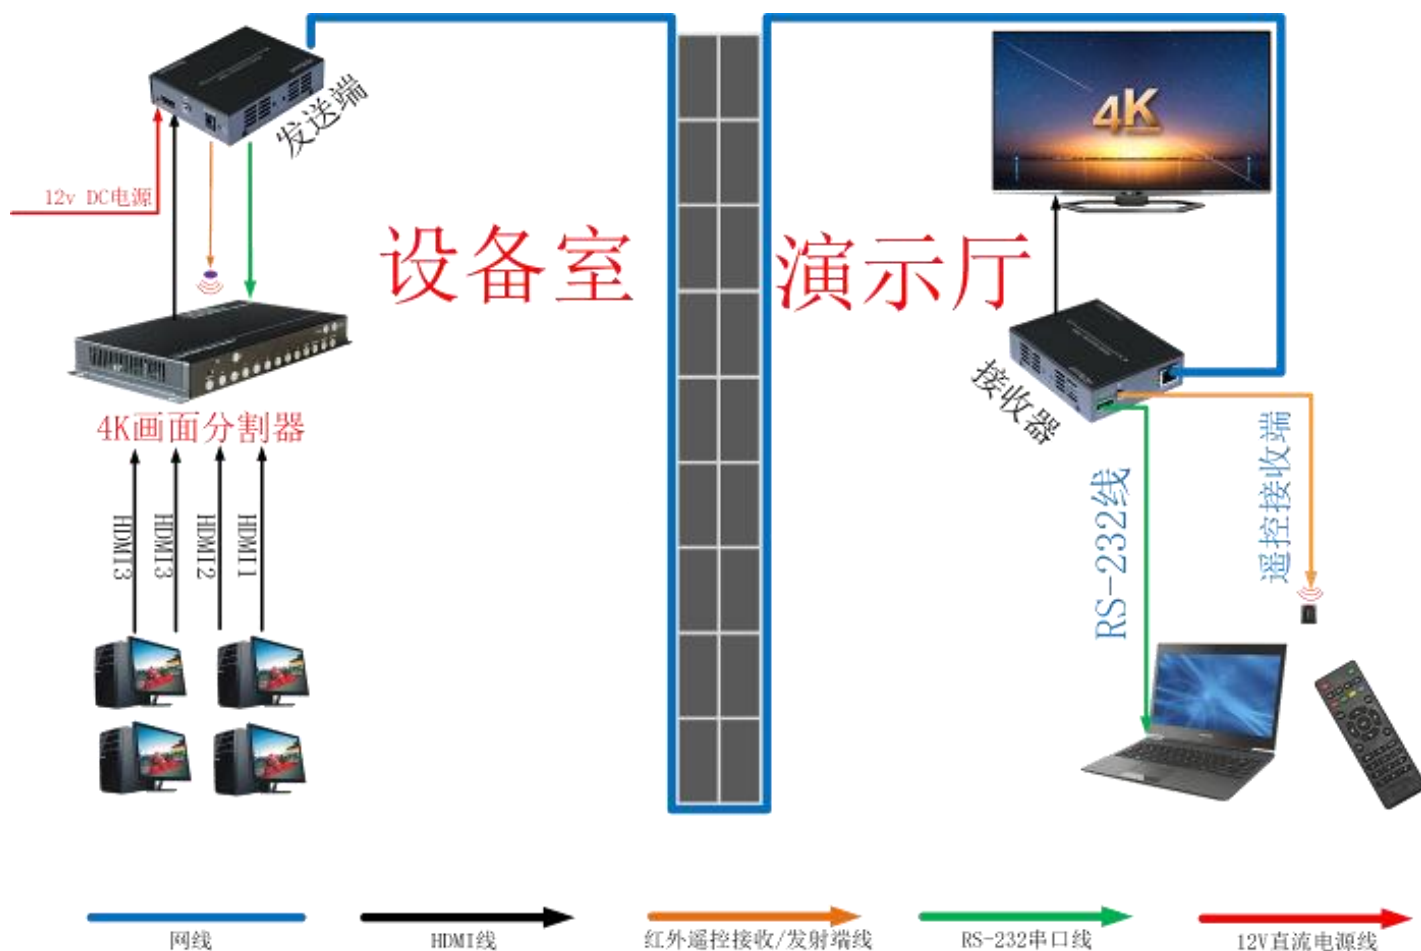 发送端
12v DC电源
4K
设备室
演示厅
接收器
4K画面分割器
HDMI3
HDMI3
HDMI2
HDMI1
RS-232线
遥控接收端
网线
HDMI线
红外遥控接收/发射端线
RS-232串口线
12V直流电源线